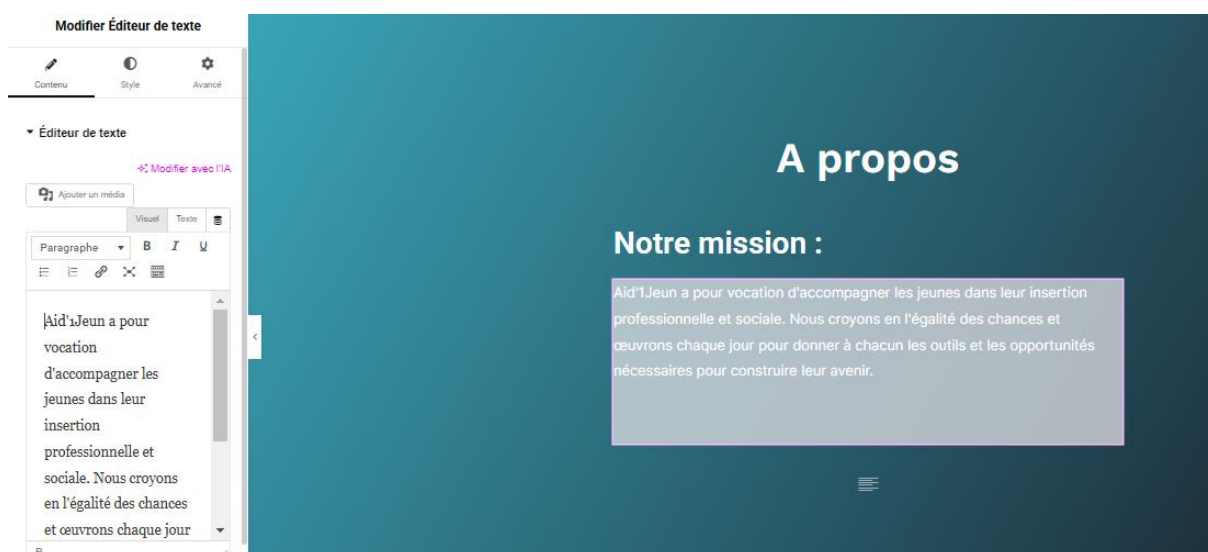 Modifier Éditeur de texte
Contenu
Style
Avancé
Éditeur de texte
Modifier avec l'IA
Ajouter un média
Visuel
Texte
Paragraphe
B
I
U
Aid'1Jeun a pour
vocation
d'accompagner les
jeunes dans leur
insertion
professionnelle et
sociale. Nous croyons
en l'égalité des chances
et œuvrons chaque jour
A propos
Notre mission :
Aid'1Jeun a pour vocation d'accompagner les jeunes dans leur insertion
professionnelle et sociale. Nous croyons en l'égalité des chances et
œuvrons chaque jour pour donner à chacun les outils et les opportunités
nécessaires pour construire leur avenir.